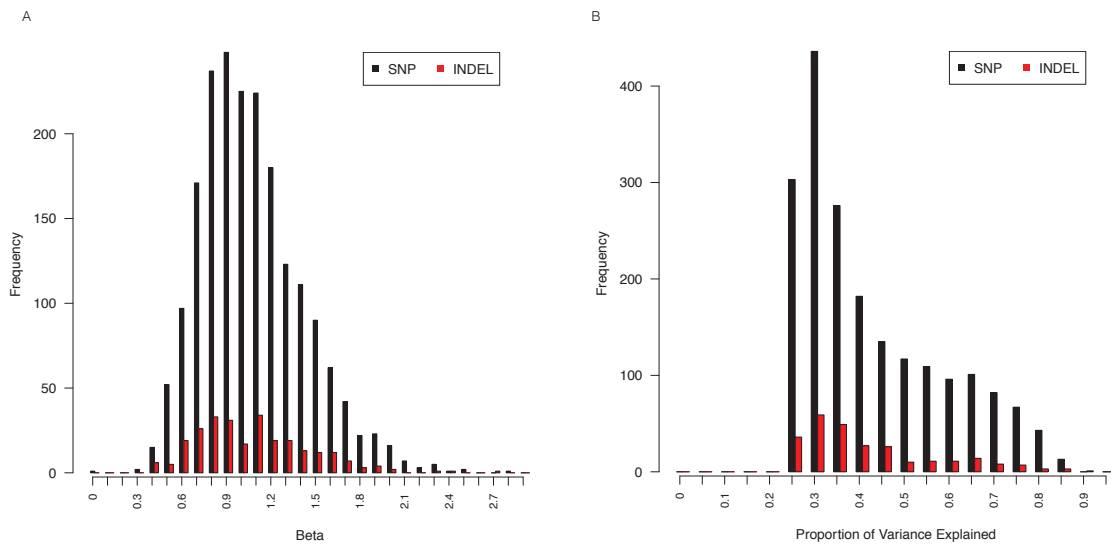 A
SNP INDEL
Frequency
200
150
100
50
0
0 0.3 0.6 0.9 1.2 1.5 1.8 2.1 2.4 2.7
Beta
B
SNP INDEL
Frequency
400
300
200
100
0
0 0.1 0.2 0.3 0.4 0.5 0.6 0.7 0.8 0.9
Proportion of Variance Explained